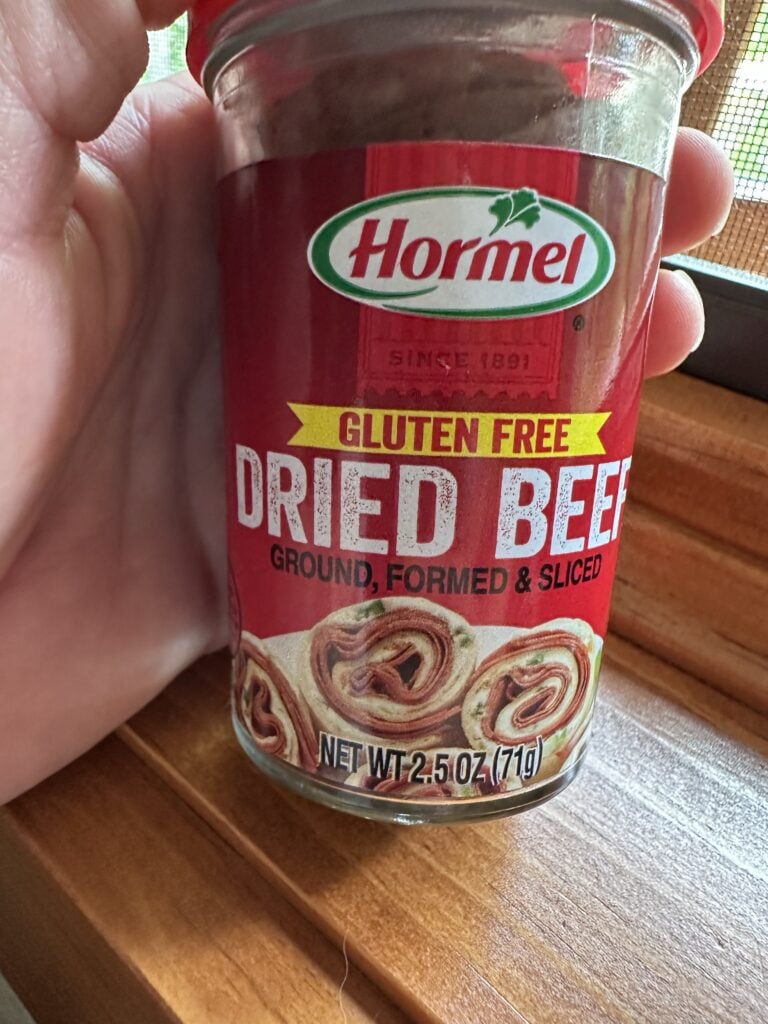 Hormel
®
SINCE 1891
GLUTEN FREE
DRIED BEEF
GROUND, FORMED & SLICED
NET WT 2.5 OZ (71g)